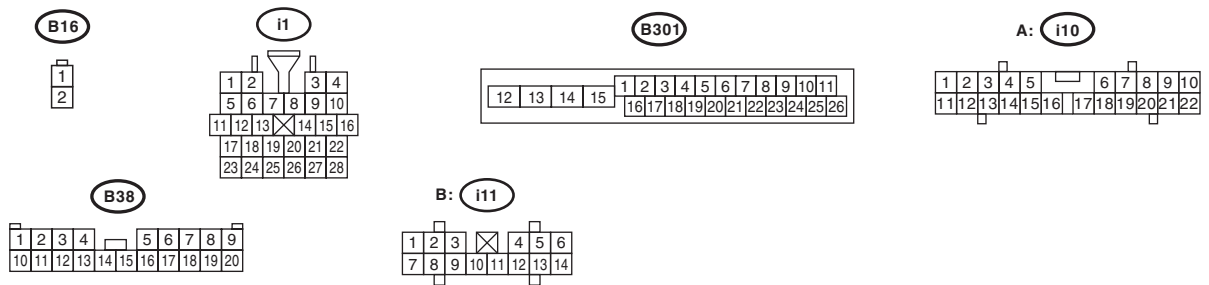 B16
1
2
i1
1 2 3 4
5 6 7 8 9 10
11 12 13 14 15 16
17 18 19 20 21 22
23 24 25 26 27 28
B301
1 2 3 4 5 6 7 8 9 10 11
12 13 14 15
16 17 18 19 20 21 22 23 24 25 26
A: i10
1 2 3 4 5 6 7 8 9 10
11 12 13 14 15 16 17 18 19 20 21 22
B38
1 2 3 4 5 6 7 8 9
10 11 12 13 14 15 16 17 18 19 20
B: i11
1 2 3 4 5 6
7 8 9 10 11 12 13 14